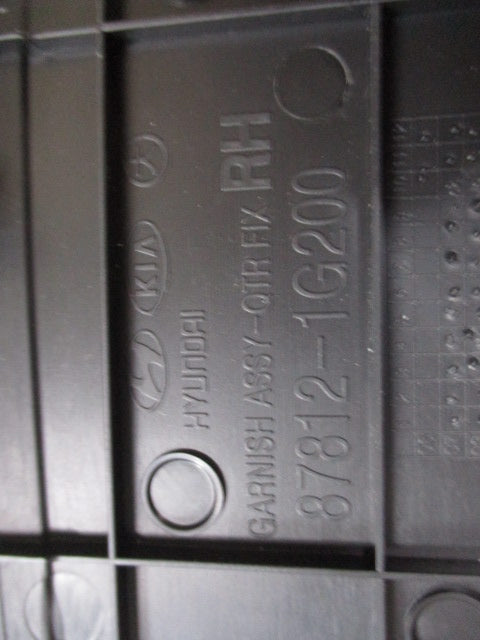 KIA
HYUNDAI
GARNISH ASSY-QTR FIX. RH
87812-1G200